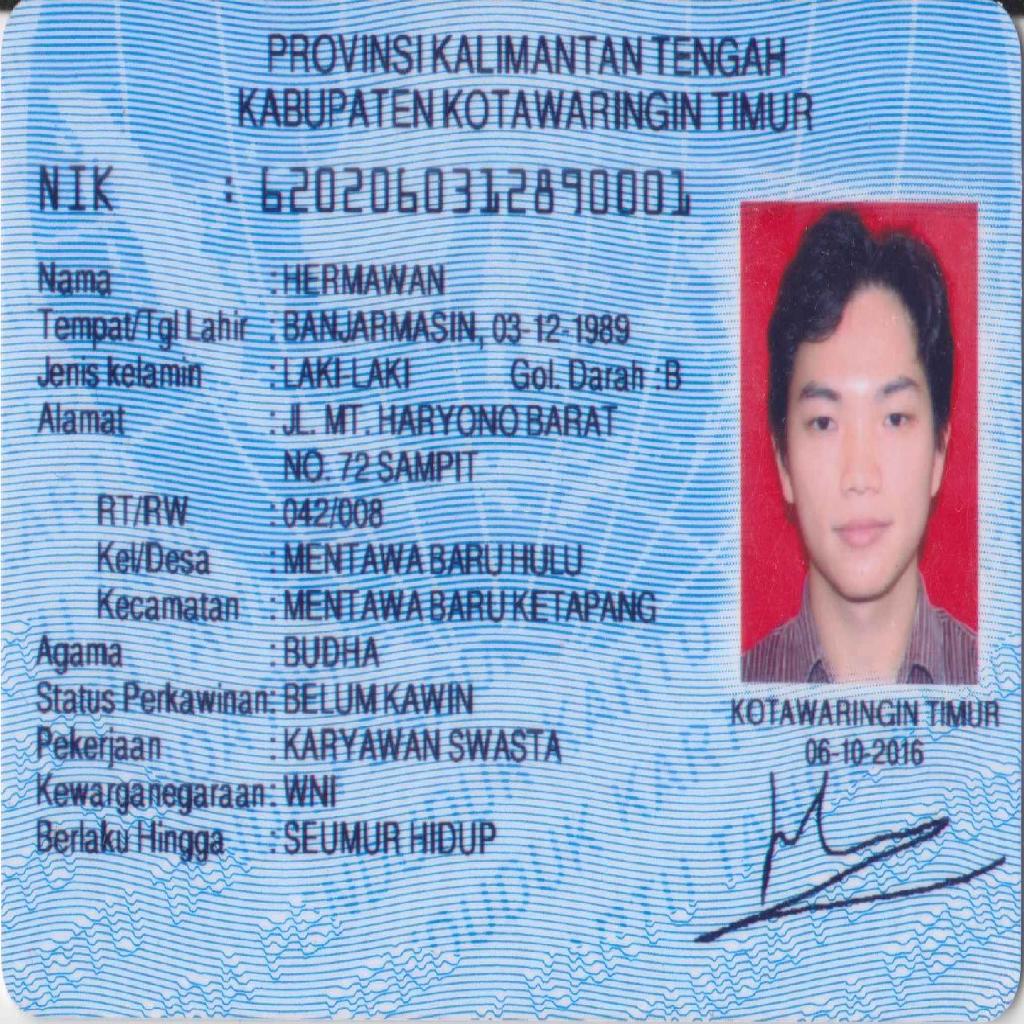 PROVINSI KALIMANTAN TENGAH
KABUPATEN KOTAWARINGIN TIMUR
NIK : 6202060312890001
Nama : HERMAWAN
Tempat/Tgl Lahir : BANJARMASIN, 03-12-1989
Jenis kelamin : LAKI-LAKI Gol. Darah : B
Alamat : JL. MT. HARYONO BARAT
NO. 72 SAMPIT
RT/RW : 042/008
Kel/Desa : MENTAWA BARU HULU
Kecamatan : MENTAWA BARU KETAPANG
Agama : BUDHA
Status Perkawinan: BELUM KAWIN
Pekerjaan : KARYAWAN SWASTA
Kewarganegaraan: WNI
Berlaku Hingga : SEUMUR HIDUP
KOTAWARINGIN TIMUR
06-10-2016